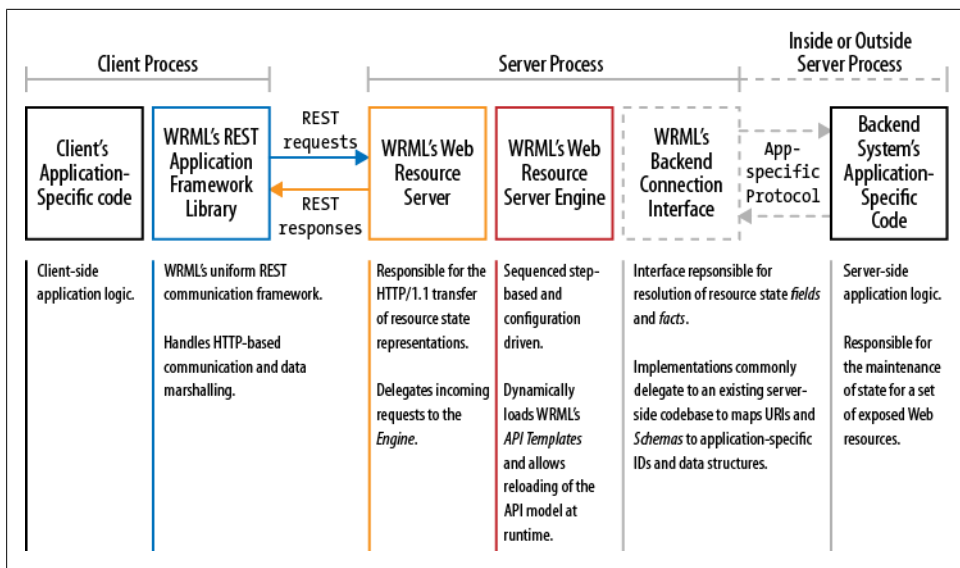 Inside or Outside
Server Process
Client Process
Server Process
Client's
Application-
Specific code
WRML's REST
Application
Framework
Library
REST
requests
REST
responses
WRML's Web
Resource
Server
WRML's Web
Resource
Server Engine
WRML's
Backend
Connection
Interface
App-
specific
Protocol
Backend
System's
Application-
Specific
Code
Client-side
application logic.
WRML's uniform REST
communication framework.
Handles HTTP-based
communication and data
marshalling.
Responsible for the
HTTP/1.1 transfer
of resource state
representations.
Delegates incoming
requests to the
Engine.
Sequenced step-
based and
configuration
driven.
Dynamically
loads WRML's
API Templates
and allows
reloading of the
API model at
runtime.
Interface repsonsible for
resolution of resource state fields
and facts.
Implementations commonly
delegate to an existing server-
side codebase to maps URIs and
Schemas to application-specific
IDs and data structures.
Server-side
application logic.
Responsible for
the maintenance
of state for a set
of exposed Web
resources.